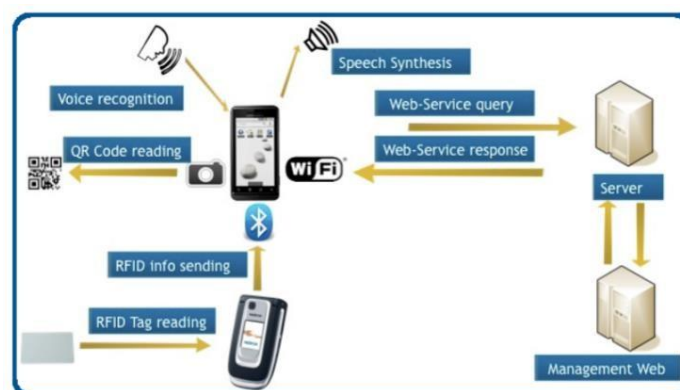 Speech Synthesis
Voice recognition
Web-Service query
QR Code reading
Web-Service response
WiFi
Server
RFID info sending
RFID Tag reading
Management Web